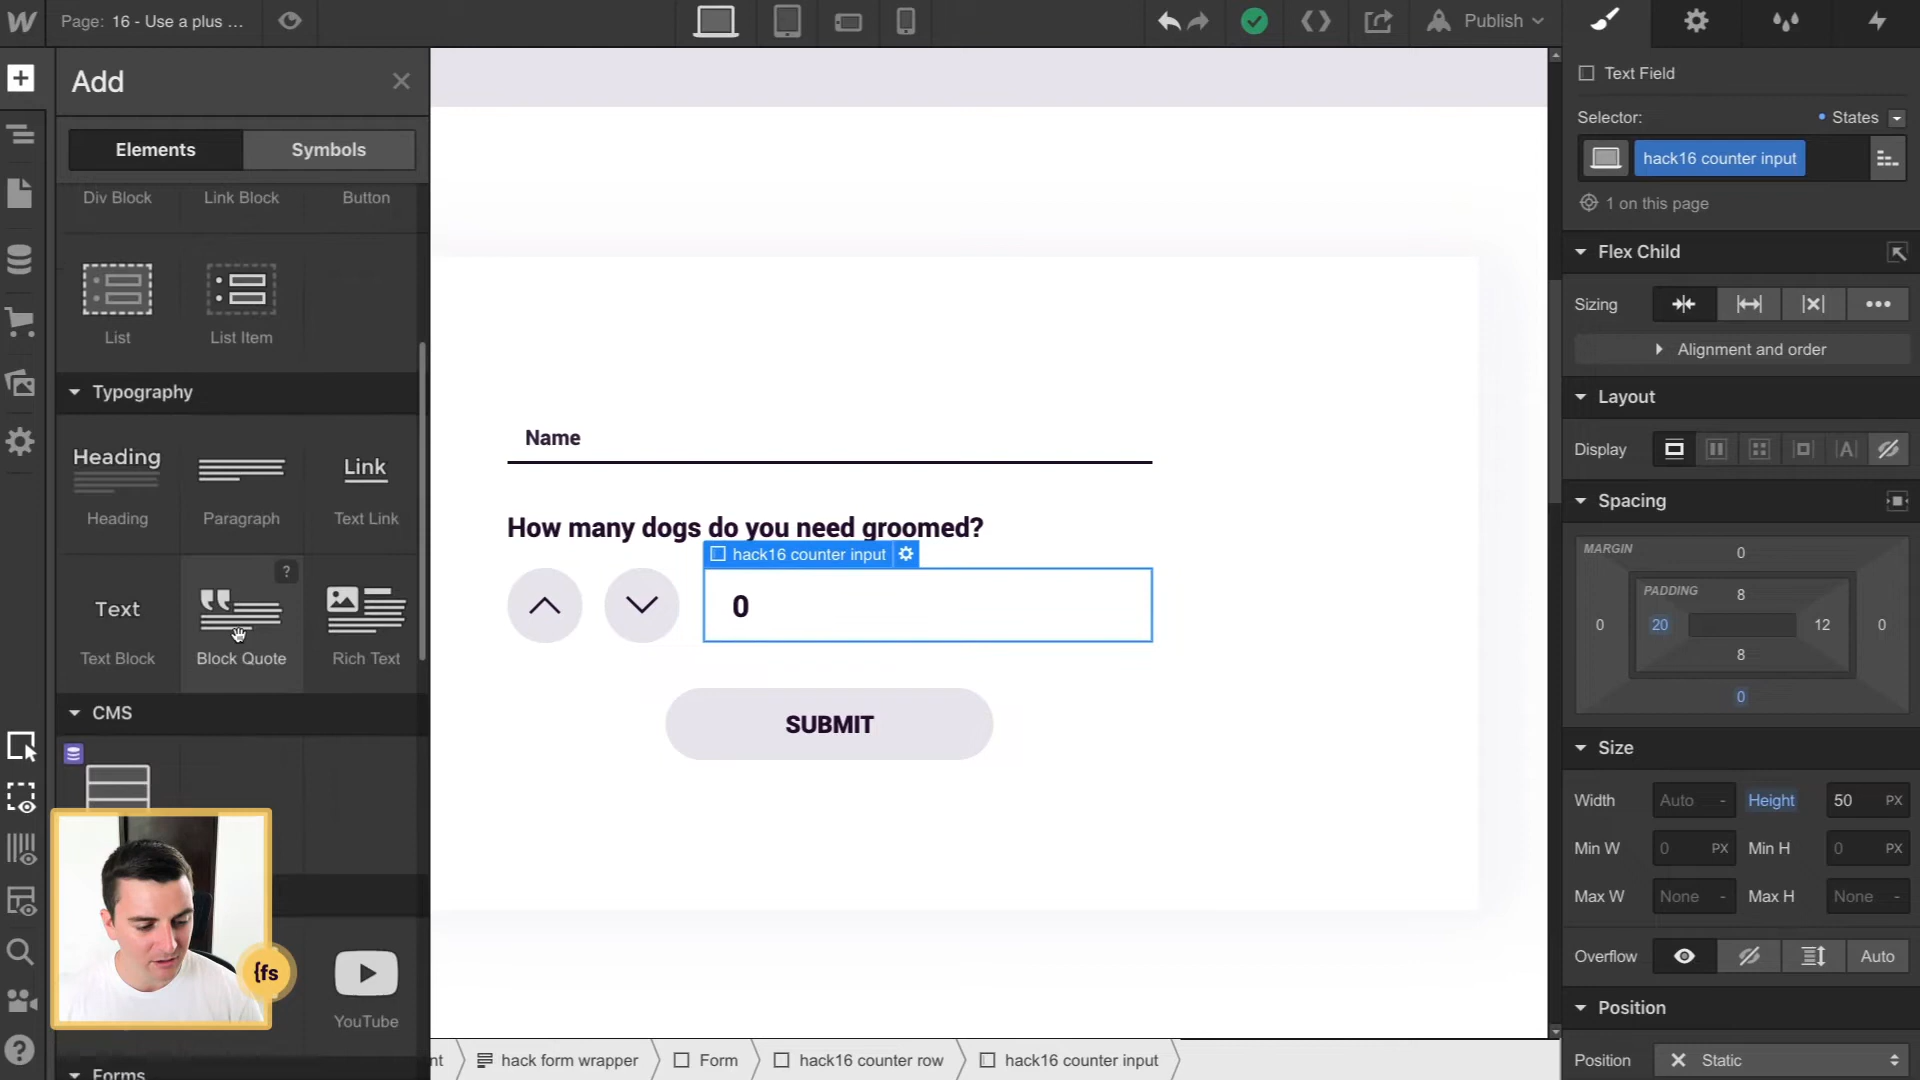 Page: 16 - Use a plus ...
Publish
Add
Elements
Symbols
Div Block
Link Block
Button
List
List Item
Typography
Heading
Heading
Paragraph
Link
Text Link
Text
Text Block
?
Block Quote
Rich Text
CMS
{fs
YouTube
Forms
Name
How many dogs do you need groomed?
hack16 counter input
0
SUBMIT
nt
hack form wrapper
Form
hack16 counter row
hack16 counter input
Text Field
Selector:
States
hack16 counter input
1 on this page
Flex Child
Sizing
Alignment and order
Layout
Display
Spacing
MARGIN
0
PADDING
8
0
20
12
0
8
0
Size
Width
Auto
-
Height
50
PX
Min W
0
PX
Min H
0
PX
Max W
None
-
Max H
None
-
Overflow
Auto
Position
Position
Static